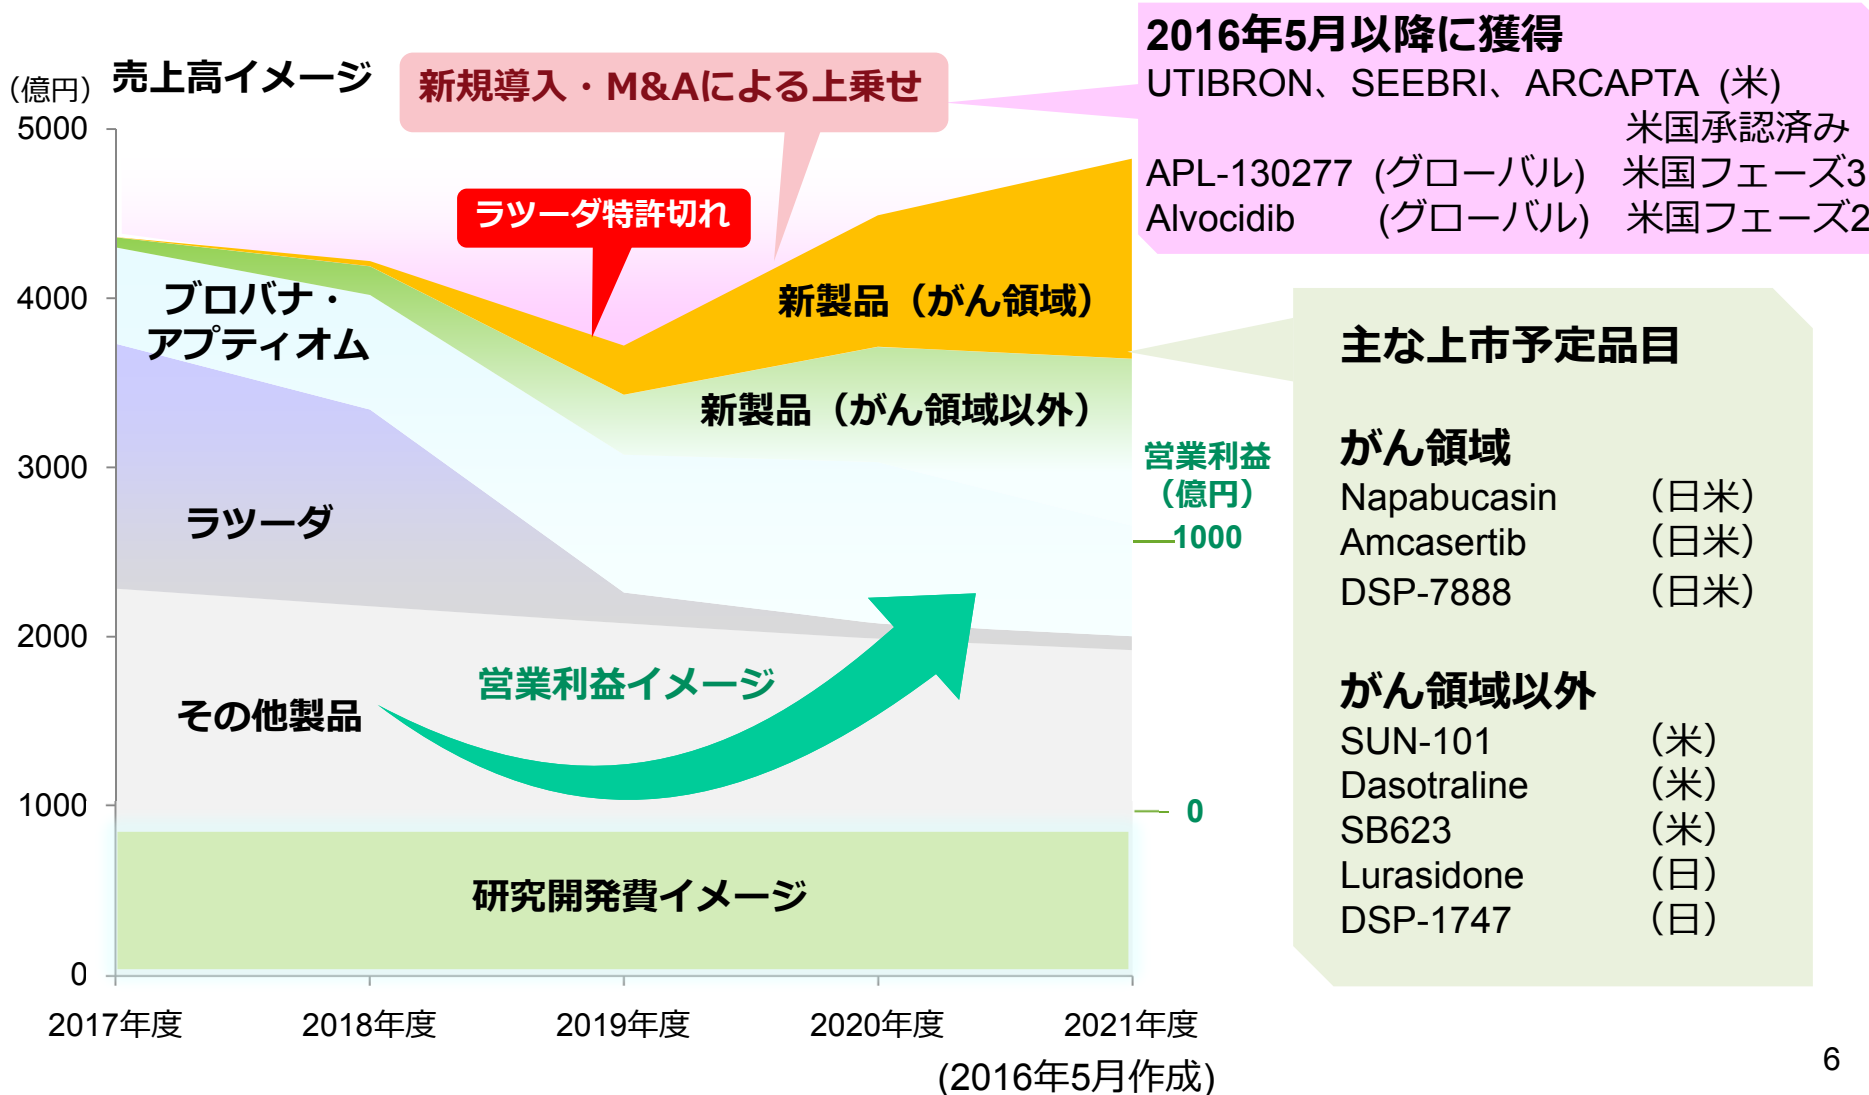 売上高イメージ
（億円）
5000
4000
3000
2000
1000
0
新規導入・M&Aによる上乗せ
ラツーダ特許切れ
ブロバナ・
アプティオム
新製品（がん領域）
新製品（がん領域以外）
ラツーダ
営業利益イメージ
その他製品
研究開発費イメージ
営業利益
（億円）
1000
0
2017年度
2018年度
2019年度
2020年度
2021年度
(2016年5月作成)
2016年5月以降に獲得
UTIBRON、SEEBRI、ARCAPTA (米)
米国承認済み
APL-130277 (グローバル) 米国フェーズ3
Alvocidib (グローバル) 米国フェーズ2
主な上市予定品目
がん領域
Napabucasin （日米）
Amcasertib （日米）
DSP-7888 （日米）
がん領域以外
SUN-101 （米）
Dasotraline （米）
SB623 （米）
Lurasidone （日）
DSP-1747 （日）
6